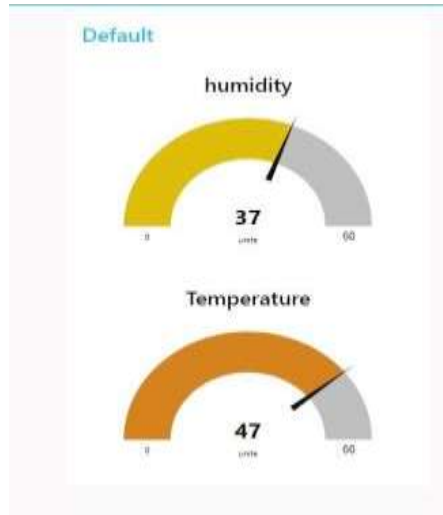 Default
humidity
37
units
0 60
Temperature
47
units
0 60